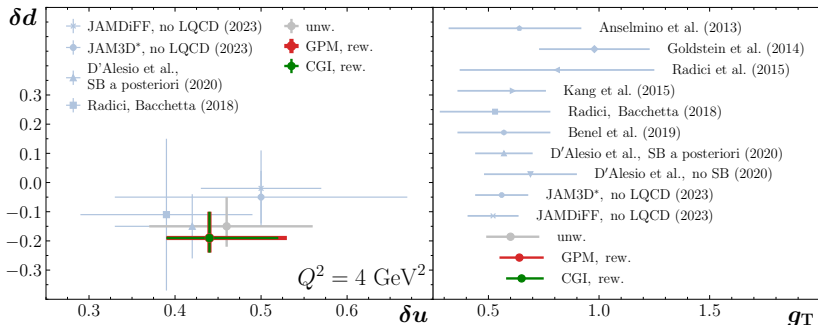 δd
JAMDiFF, no LQCD (2023)
JAM3D*, no LQCD (2023)
D'Alesio et al.,
SB a posteriori (2020)
Radici, Bacchetta (2018)
unw.
GPM, rew.
CGI, rew.
0.3
0.2
0.1
0.0
−0.1
−0.2
−0.3
Q² = 4 GeV²
0.3
0.4
0.5
0.6
δu
Anselmino et al. (2013)
Goldstein et al. (2014)
Radici et al. (2015)
Kang et al. (2015)
Radici, Bacchetta (2018)
Benel et al. (2019)
D'Alesio et al., SB a posteriori (2020)
D'Alesio et al., no SB (2020)
JAM3D*, no LQCD (2023)
JAMDiFF, no LQCD (2023)
unw.
GPM, rew.
CGI, rew.
0.5
1.0
1.5
g_T